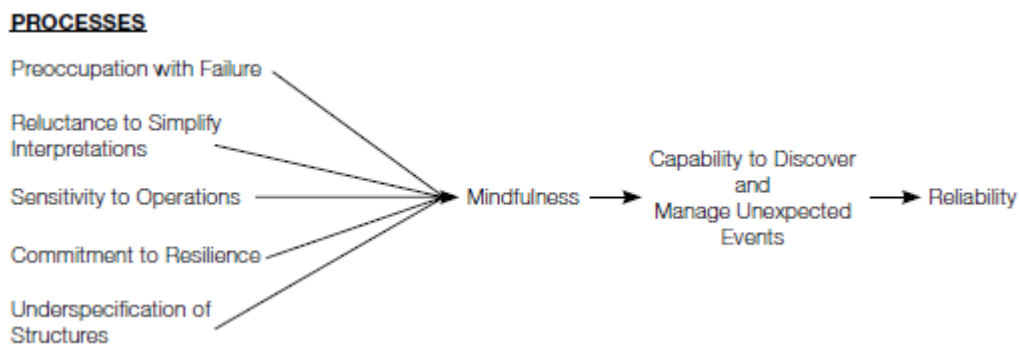 PROCESSES
Preoccupation with Failure
Reluctance to Simplify
Interpretations
Sensitivity to Operations
Commitment to Resilience
Underspecification of
Structures
Mindfulness
Capability to Discover
and
Manage Unexpected
Events
Reliability